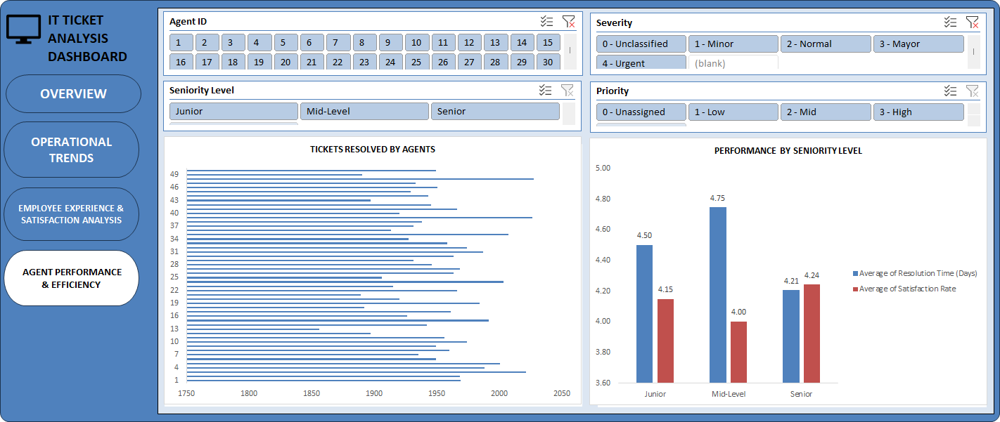 IT TICKET
ANALYSIS
DASHBOARD
OVERVIEW
OPERATIONAL
TRENDS
EMPLOYEE EXPERIENCE &
SATISFACTION ANALYSIS
AGENT PERFORMANCE
& EFFICIENCY
Agent ID
1 2 3 4 5 6 7 8 9 10 11 12 13 14 15
16 17 18 19 20 21 22 23 24 25 26 27 28 29 30
Seniority Level
Junior Mid-Level Senior
Severity
0 - Unclassified 1 - Minor 2 - Normal 3 - Mayor
4 - Urgent (blank)
Priority
0 - Unassigned 1 - Low 2 - Mid 3 - High
TICKETS RESOLVED BY AGENTS
49
46
43
40
37
34
31
28
25
22
19
16
13
10
7
4
1
1750 1800 1850 1900 1950 2000 2050
PERFORMANCE BY SENIORITY LEVEL
5.00
4.80
4.60
4.40
4.20
4.00
3.80
3.60
4.50
4.15
4.75
4.00
4.21
4.24
Junior Mid-Level Senior
Average of Resolution Time (Days)
Average of Satisfaction Rate